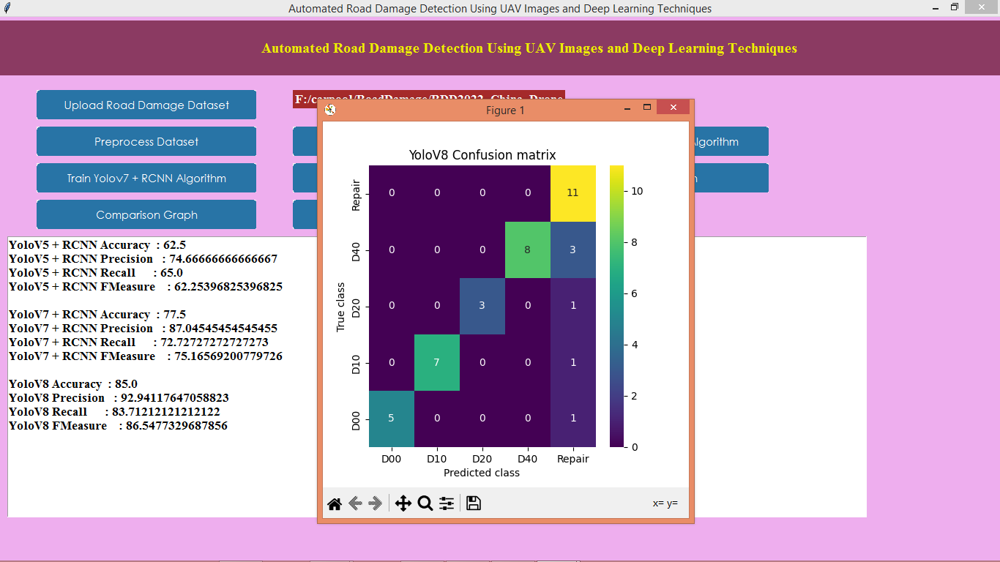 Automated Road Damage Detection Using UAV Images and Deep Learning Techniques
Automated Road Damage Detection Using UAV Images and Deep Learning Techniques
Upload Road Damage Dataset
Preprocess Dataset
Algorithm
Train Yolov7 + RCNN Algorithm
Comparison Graph
YoloV5 + RCNN Accuracy : 62.5
YoloV5 + RCNN Precision : 74.66666666666667
YoloV5 + RCNN Recall : 65.0
YoloV5 + RCNN FMeasure : 62.25396825396825
YoloV7 + RCNN Accuracy : 77.5
YoloV7 + RCNN Precision : 87.04545454545455
YoloV7 + RCNN Recall : 72.72727272727273
YoloV7 + RCNN FMeasure : 75.16569200779726
YoloV8 Accuracy : 85.0
YoloV8 Precision : 92.94117647058823
YoloV8 Recall : 83.71212121212122
YoloV8 FMeasure : 86.5477329687856
Figure 1
YoloV8 Confusion matrix
Repair 0 0 0 0 11
D40 0 0 0 8 3
D20 0 0 3 0 1
D10 0 7 0 0 1
D00 5 0 0 0 1
D00 D10 D20 D40 Repair
Predicted class
True class
10
8
6
4
2
0
x= y=